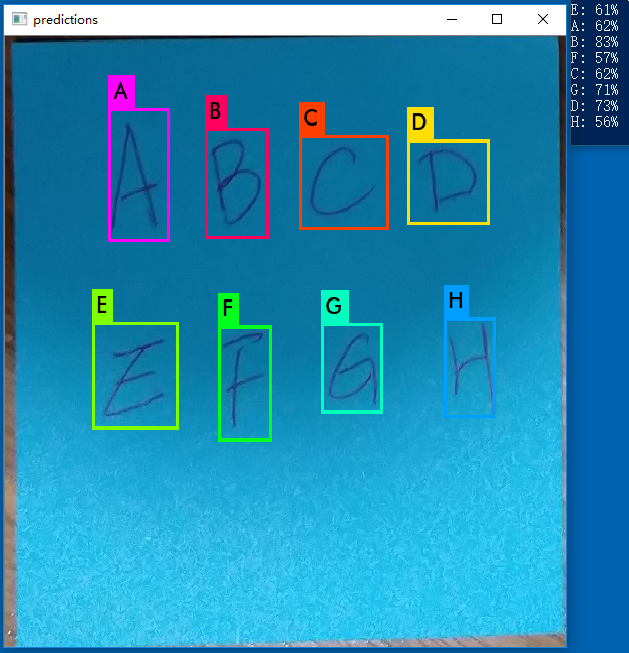 predictions
E: 61%
A: 62%
B: 83%
F: 57%
C: 62%
G: 71%
D: 73%
H: 56%
A B C D
A B C D
E F G H
E F G H